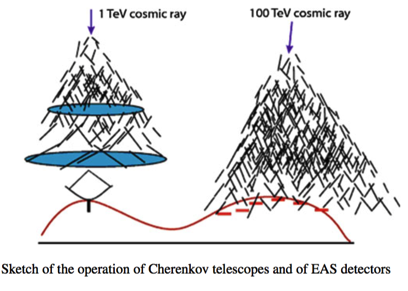 1 TeV cosmic ray
100 TeV cosmic ray
Sketch of the operation of Cherenkov telescopes and of EAS detectors